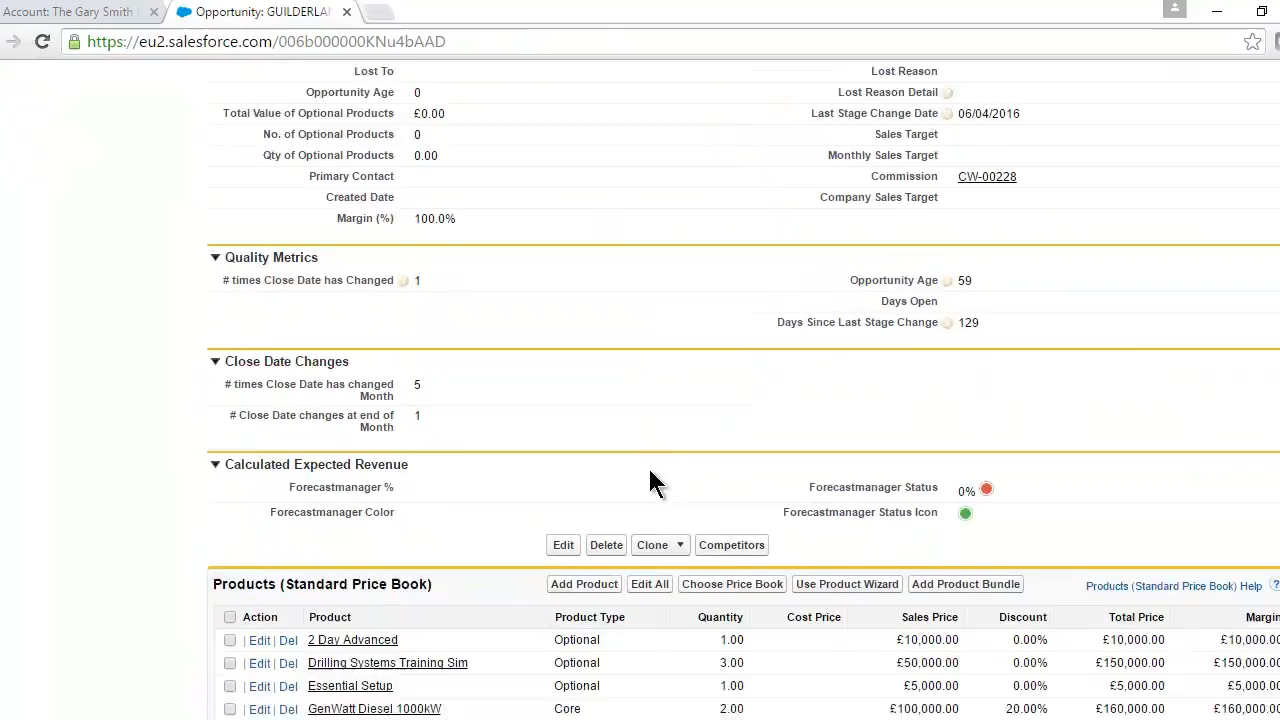 Account: The Gary Smith
Opportunity: GUILDERLAN
https://eu2.salesforce.com/006b000000KNu4bAAD
Lost To
Lost Reason
Opportunity Age 0
Lost Reason Detail
Total Value of Optional Products £0.00
Last Stage Change Date 06/04/2016
No. of Optional Products 0
Sales Target
Qty of Optional Products 0.00
Monthly Sales Target
Primary Contact
Commission CW-00228
Created Date
Company Sales Target
Margin (%) 100.0%
Quality Metrics
# times Close Date has Changed 1
Opportunity Age 59
Days Open
Days Since Last Stage Change 129
Close Date Changes
# times Close Date has changed
Month
5
# Close Date changes at end of
Month
1
Calculated Expected Revenue
Forecastmanager %
Forecastmanager Status 0%
Forecastmanager Color
Forecastmanager Status Icon
Edit Delete Clone Competitors
Products (Standard Price Book) Add Product Edit All Choose Price Book Use Product Wizard Add Product Bundle Products (Standard Price Book) Help ?
Action Product Product Type Quantity Cost Price Sales Price Discount Total Price Margin
| Edit | Del 2 Day Advanced Optional 1.00 £10,000.00 0.00% £10,000.00 £10,000.0
| Edit | Del Drilling Systems Training Sim Optional 3.00 £50,000.00 0.00% £150,000.00 £150,000.0
| Edit | Del Essential Setup Optional 1.00 £5,000.00 0.00% £5,000.00 £5,000.0
| Edit | Del GenWatt Diesel 1000kW Core 2.00 £100,000.00 20.00% £160,000.00 £160,000.0